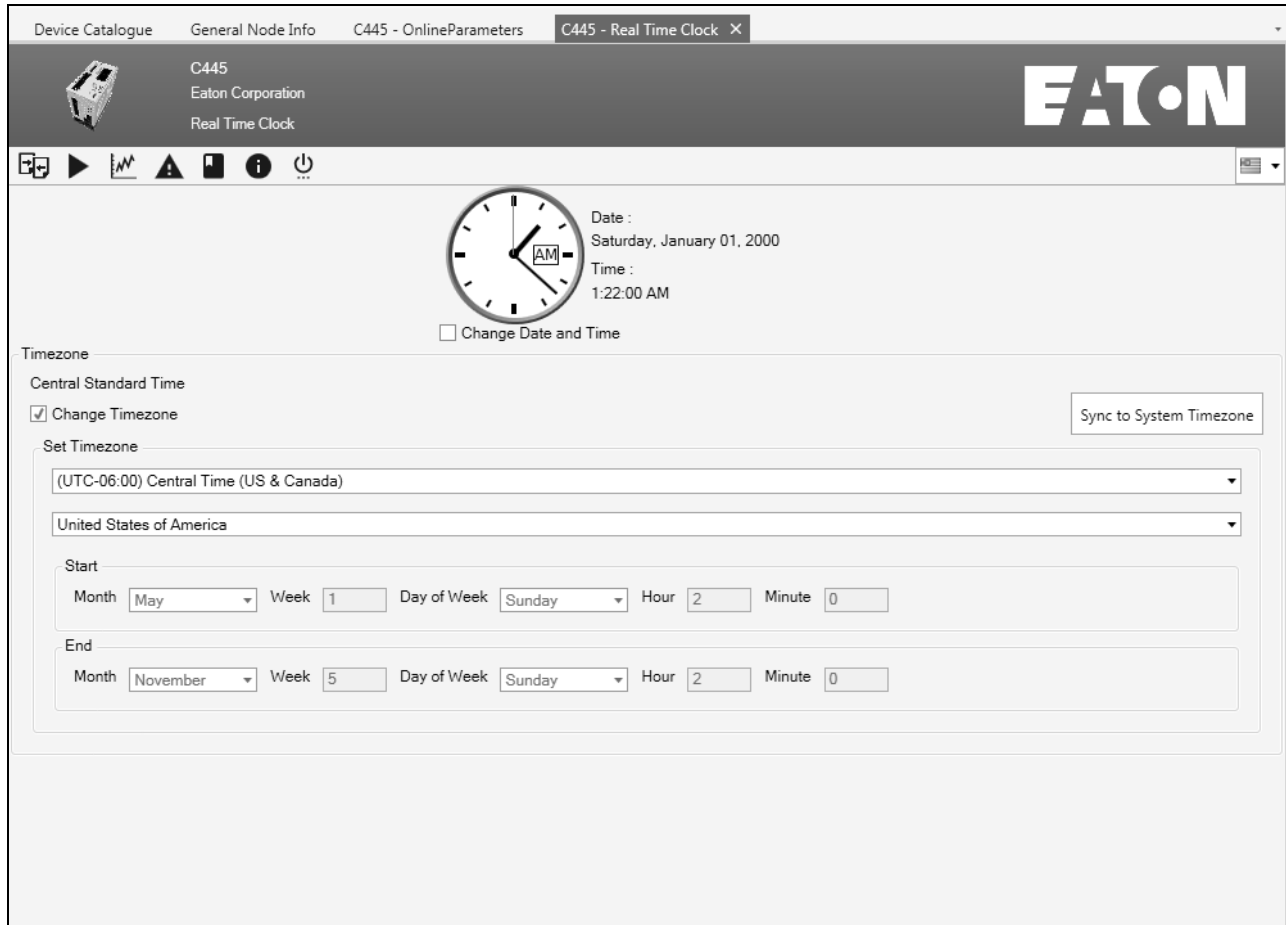 Device Catalogue General Node Info C445 - OnlineParameters C445 - Real Time Clock X
C445
Eaton Corporation
Real Time Clock
EATON
AM
Date :
Saturday, January 01, 2000
Time :
1:22:00 AM
Change Date and Time
Timezone
Central Standard Time
Change Timezone
Sync to System Timezone
Set Timezone
(UTC-06:00) Central Time (US & Canada)
United States of America
Start
Month May Week 1 Day of Week Sunday Hour 2 Minute 0
End
Month November Week 5 Day of Week Sunday Hour 2 Minute 0